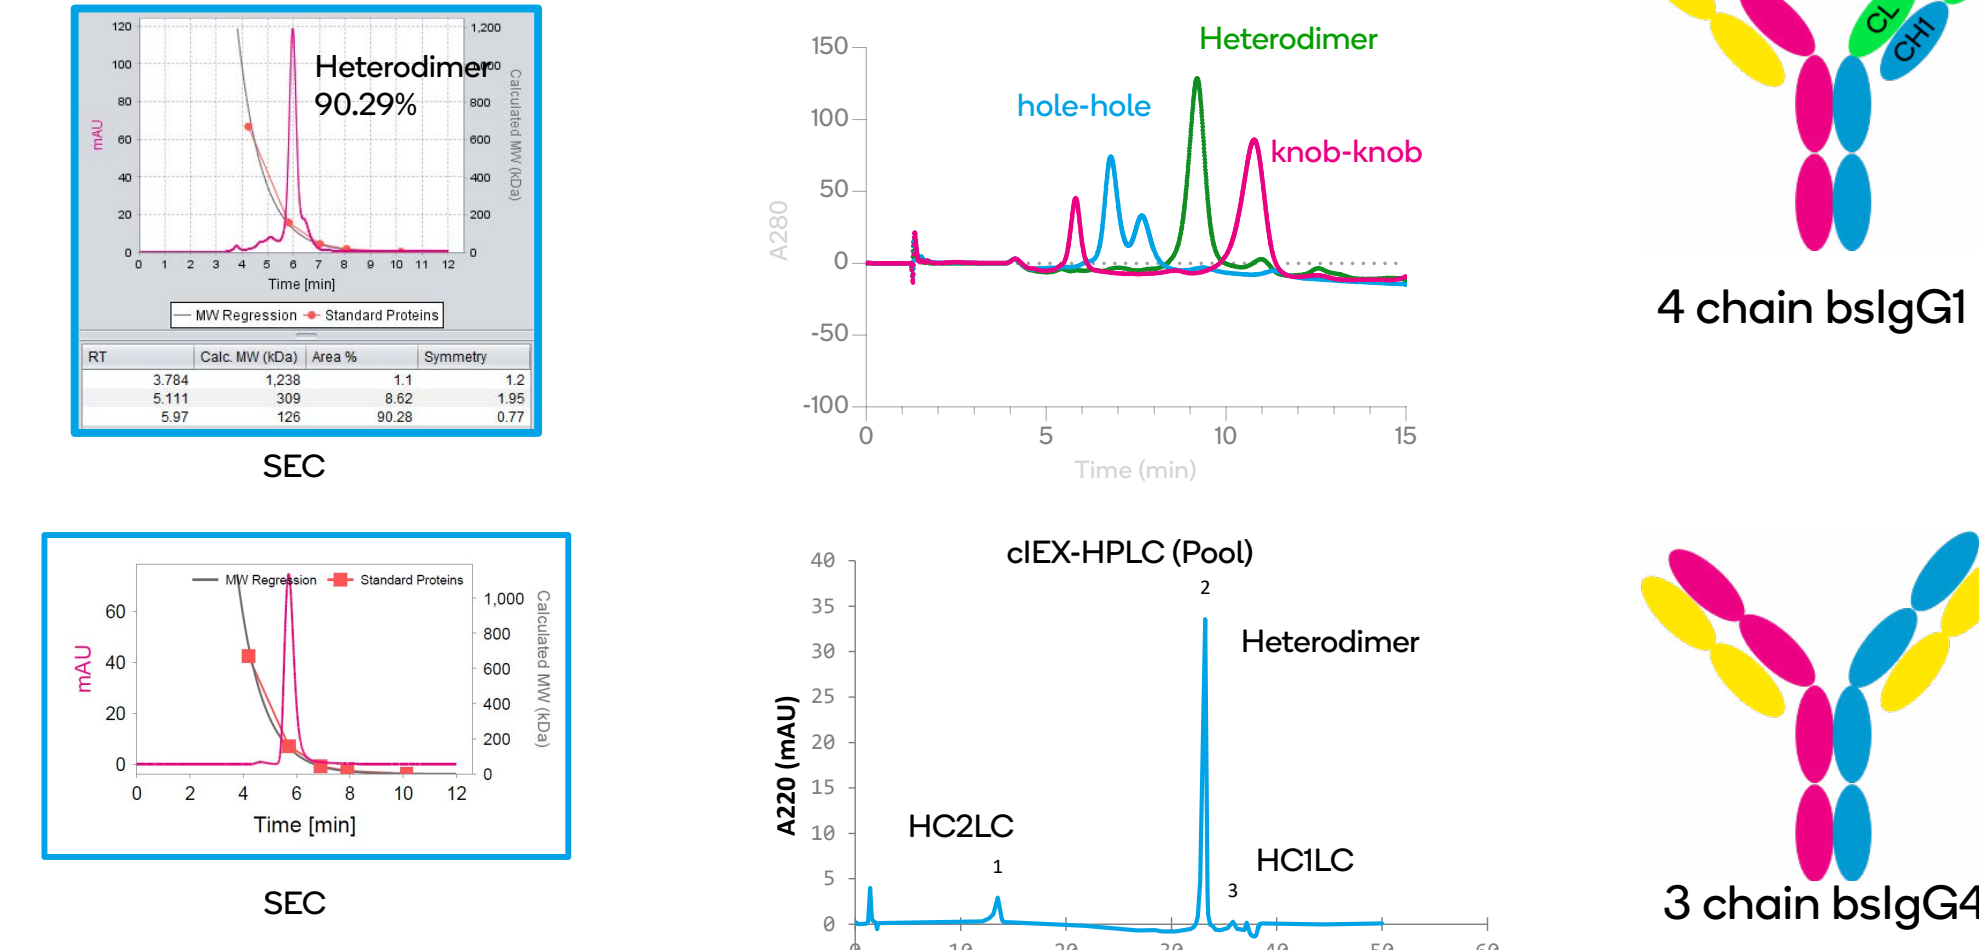 Heterodimer
90.29%
120
100
80
60
40
20
0
mAU
1,200
1,000
800
600
400
200
0
Calculated MW (kDa)
0 1 2 3 4 5 6 7 8 9 10 11 12
Time [min]
MW Regression Standard Proteins
RT Calc. MW (kDa) Area % Symmetry
3.784 1,238 1.1 1.2
5.111 309 8.62 1.95
5.97 126 90.28 0.77
SEC
Heterodimer
hole-hole
knob-knob
150
100
50
0
-50
-100
A280
0 5 10 15
Time (min)
CL
CH1
4 chain bsIgG1
MW Regression Standard Proteins
60
40
20
0
mAU
1,000
800
600
400
200
0
Calculated MW (kDa)
0 2 4 6 8 10 12
Time [min]
SEC
cIEX-HPLC (Pool)
2
Heterodimer
HC2LC
1
HC1LC
3
40
35
30
25
20
15
10
5
0
A220 (mAU)
0 10 20 30 40 50 60
3 chain bsIgG4